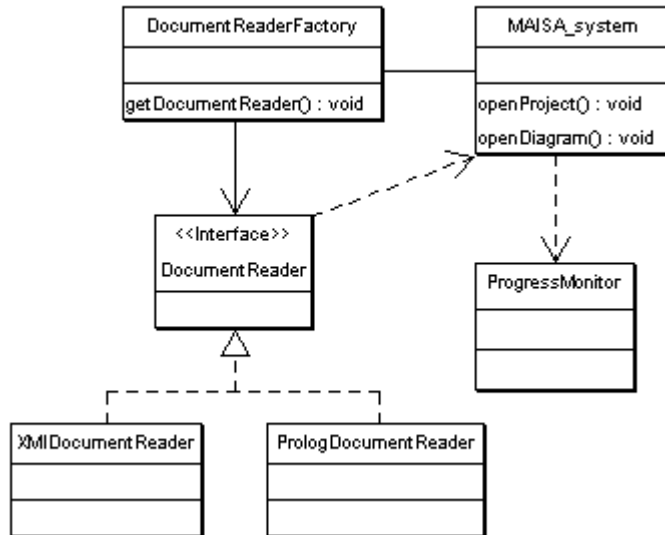 DocumentReaderFactory
getDocumentReader() : void
MAISA_system
openProject() : void
openDiagram() : void
<<Interface>>
DocumentReader
ProgressMonitor
XMIDocumentReader
PrologDocumentReader